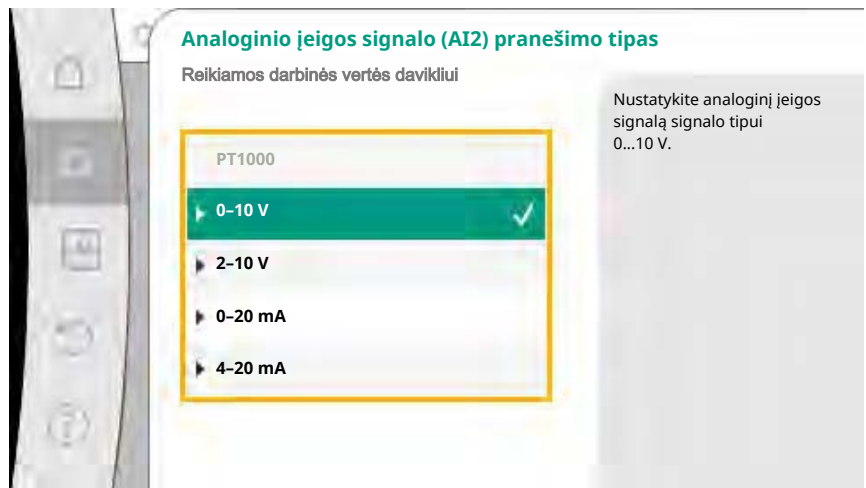 Analoginio įeigos signalo (AI2) pranešimo tipas
Reikiamos darbinės vertės davikliui
Nustatykite analoginį įeigos
signalą signalo tipui
0...10 V.
PT1000
0–10 V
2–10 V
0–20 mA
4–20 mA